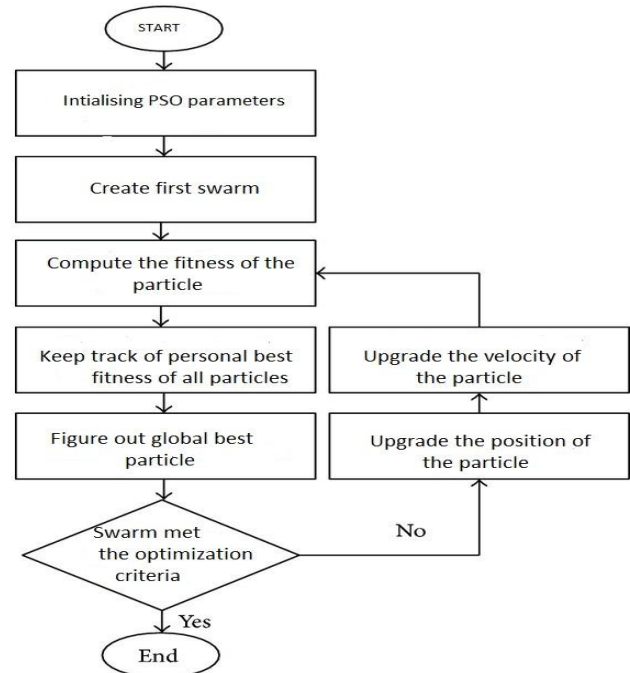 START
Intialising PSO parameters
Create first swarm
Compute the fitness of the
particle
Keep track of personal best
fitness of all particles
Upgrade the velocity of
the particle
Figure out global best
particle
Upgrade the position of
the particle
Swarm met
the optimization
criteria
No
Yes
End